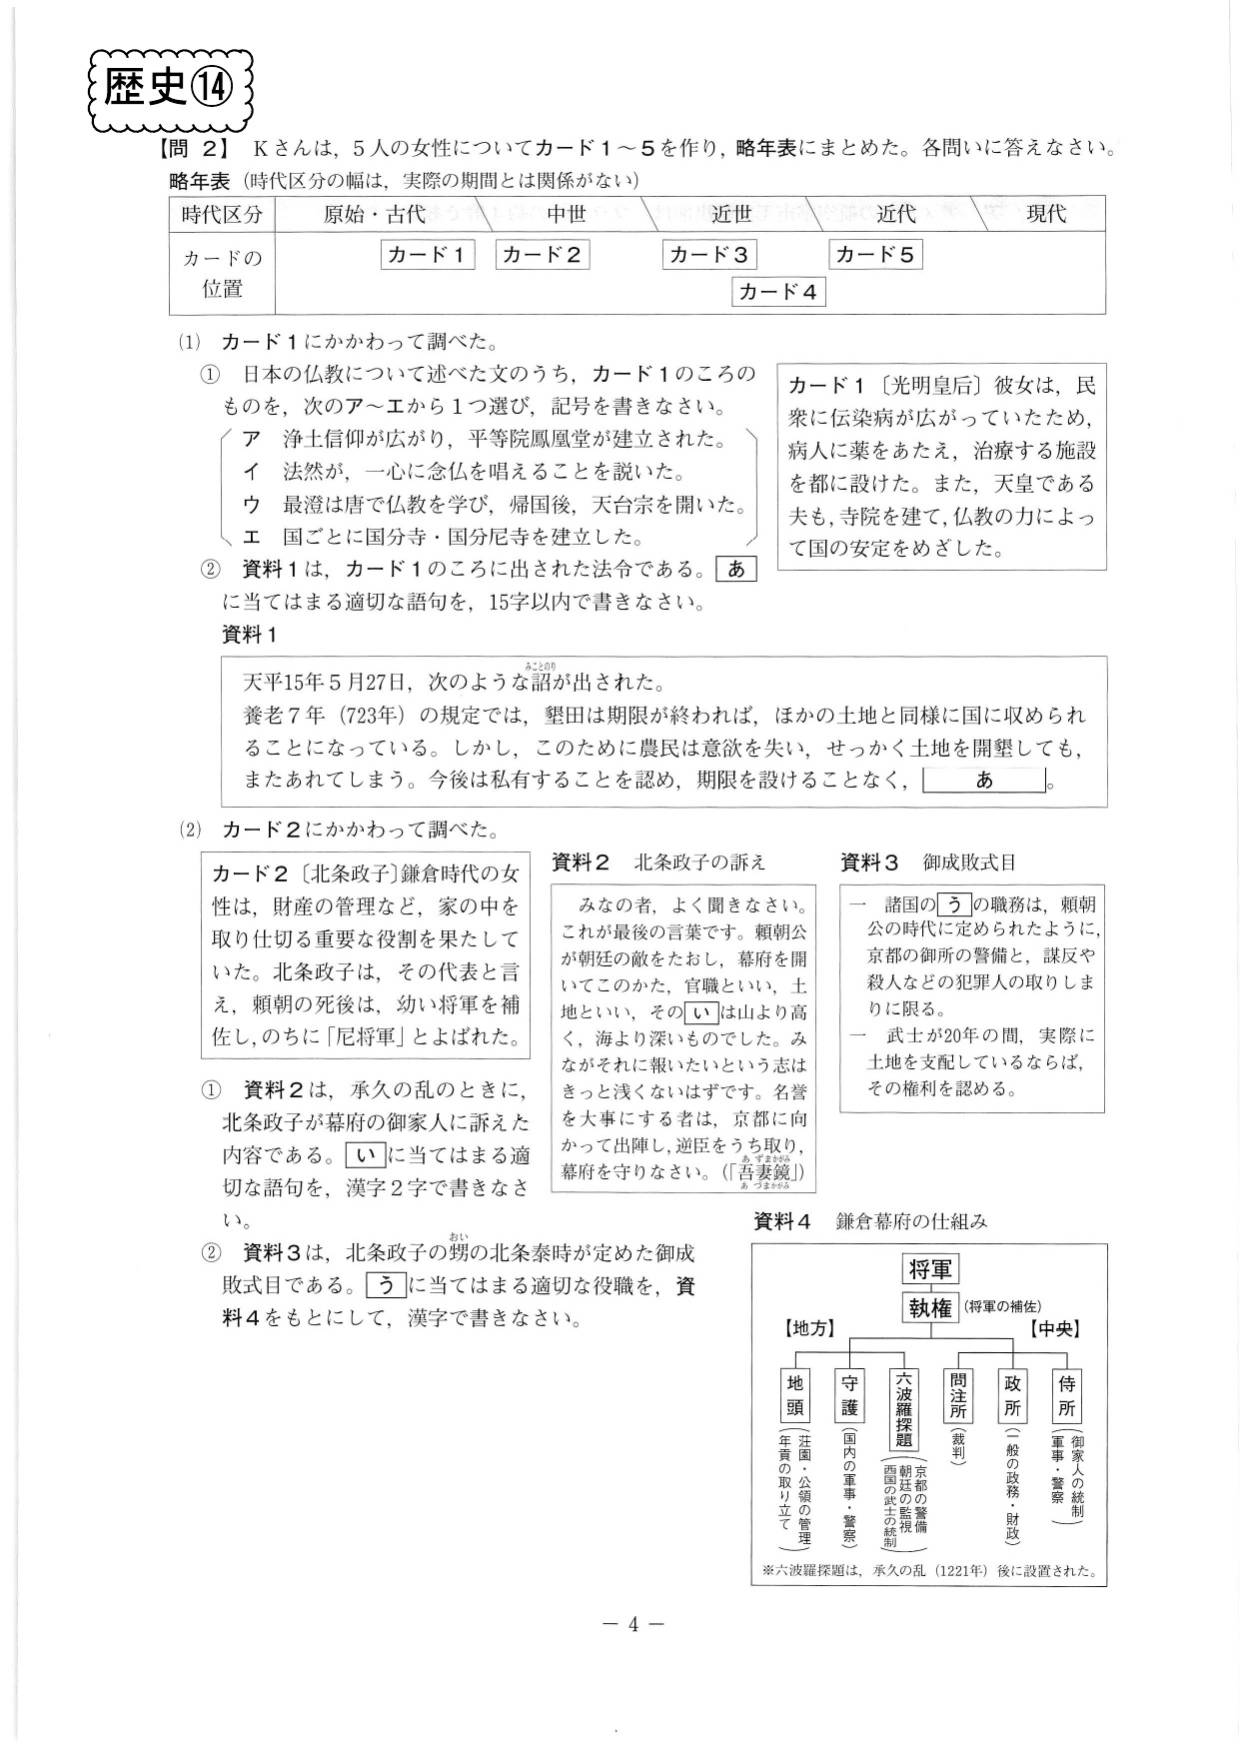 歴史⑭
【問 2】 Kさんは，5人の女性についてカード1～5を作り，略年表にまとめた。各問いに答えなさい。
略年表（時代区分の幅は，実際の期間とは関係がない）
時代区分 原始・古代 中世 近世 近代 現代
カードの位置
カード1 カード2 カード3 カード5
カード4
(1) カード1にかかわって調べた。
① 日本の仏教について述べた文のうち，カード1のころの
ものを，次のア～エから1つ選び，記号を書きなさい。
ア 浄土信仰が広がり，平等院鳳凰堂が建立された。
イ 法然が，一心に念仏を唱えることを説いた。
ウ 最澄は唐で仏教を学び，帰国後，天台宗を開いた。
エ 国ごとに国分寺・国分尼寺を建立した。
カード1〔光明皇后〕彼女は，民
衆に伝染病が広がっていたため，
病人に薬をあたえ，治療する施設
を都に設けた。また，天皇である
夫も，寺院を建て，仏教の力によっ
て国の安定をめざした。
② 資料1は，カード1のころに出された法令である。あ
に当てはまる適切な語句を，15字以内で書きなさい。
資料1
みことのり
天平15年5月27日，次のような詔が出された。
養老7年（723年）の規定では，墾田は期限が終われば，ほかの土地と同様に国に収められ
ることになっている。しかし，このために農民は意欲を失い，せっかく土地を開墾しても，
またあれてしまう。今後は私有することを認め，期限を設けることなく，あ。
(2) カード2にかかわって調べた。
カード2〔北条政子〕鎌倉時代の女
性は，財産の管理など，家の中を
取り仕切る重要な役割を果たして
いた。北条政子は，その代表と言
え，頼朝の死後は，幼い将軍を補
佐し，のちに「尼将軍」とよばれた。
資料2 北条政子の訴え
みなの者，よく聞きなさい。
これが最後の言葉です。頼朝公
が朝廷の敵をたおし，幕府を開
いてこのかた，官職といい，土
地といい，そのいは山より高
く，海より深いものでした。み
ながそれに報いたいという志は
きっと浅くないはずです。名誉
を大事にする者は，京都に向
かって出陣し，逆臣をうち取り，
幕府を守りなさい。（「吾妻鏡」）
あずまかがみ
あづまかがみ
資料3 御成敗式目
一 諸国のうの職務は，頼朝
公の時代に定められたように，
京都の御所の警備と，謀反や
殺人などの犯罪人の取りしま
りに限る。
一 武士が20年の間，実際に
土地を支配しているならば，
その権利を認める。
① 資料2は，承久の乱のときに，
北条政子が幕府の御家人に訴えた
内容である。いに当てはまる適
切な語句を，漢字2字で書きなさ
い。
おい
② 資料3は，北条政子の甥の北条泰時が定めた御成
敗式目である。うに当てはまる適切な役職を，資
料4をもとにして，漢字で書きなさい。
資料4 鎌倉幕府の仕組み
将軍
執権（将軍の補佐）
【地方】 【中央】
地頭（荘園・公領の管理 年貢の取り立て）
守護（国内の軍事・警察）
六波羅探題（京都の警備 朝廷の監視 西国の武士の統制）
問注所（裁判）
政所（一般の政務・財政）
侍所（御家人の統制 軍事・警察）
※六波羅探題は，承久の乱（1221年）後に設置された。
－ 4 －